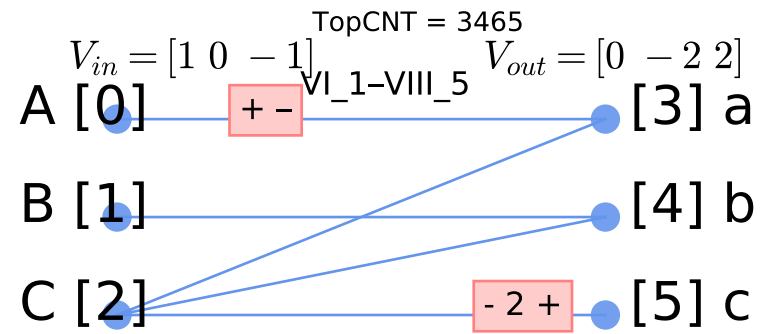 TopCNT = 3465
V_in = [1 0 − 1]
V_out = [0 − 2 2]
VI_1–VIII_5
A [0]
+ –
[3] a
B [1]
[4] b
C [2]
- 2 +
[5] c